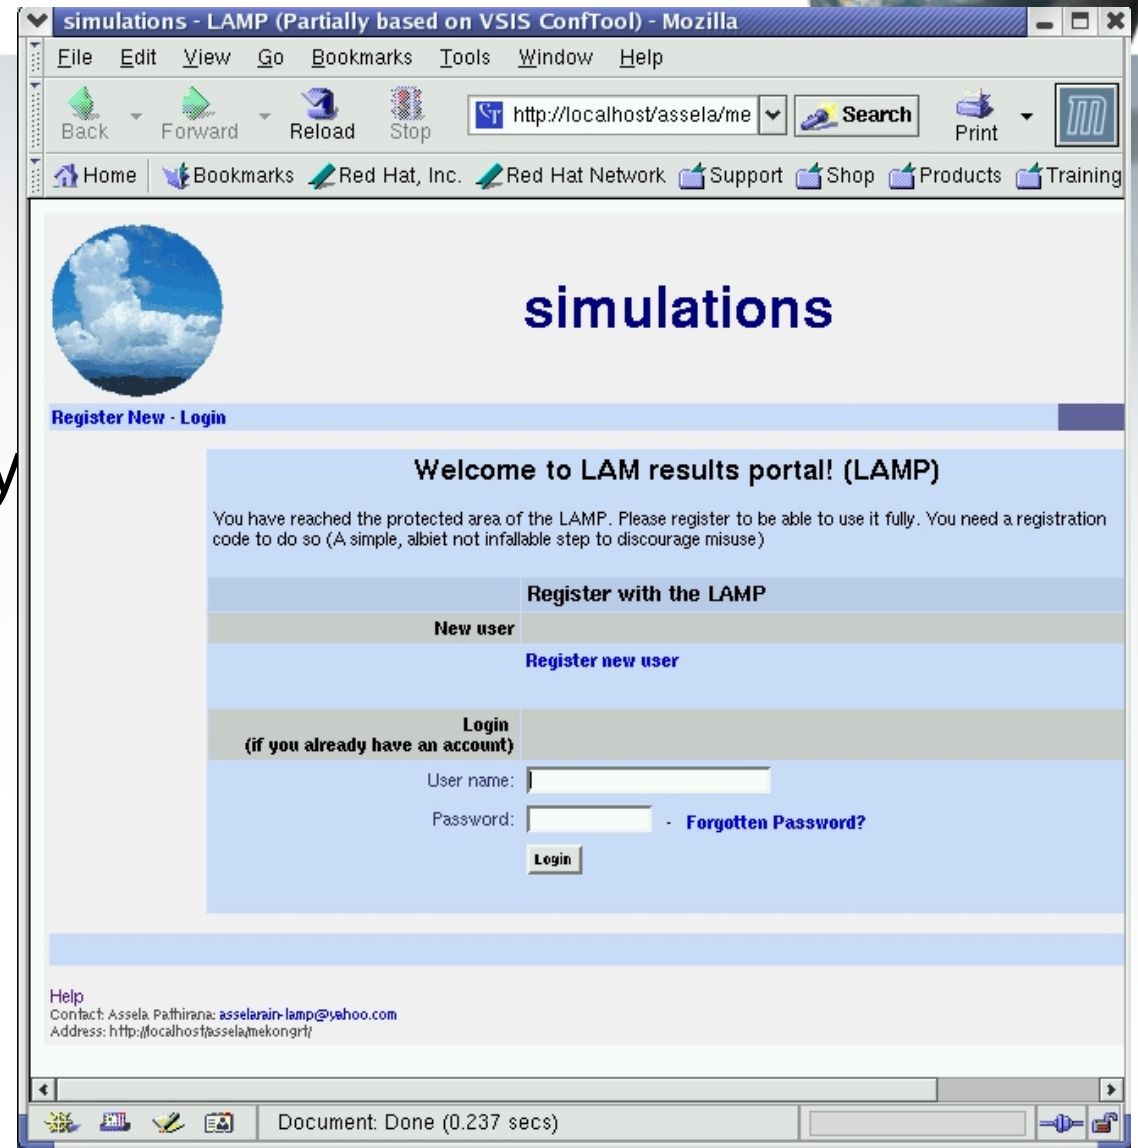 simulations - LAMP (Partially based on VSIS ConfTool) - Mozilla
File Edit View Go Bookmarks Tools Window Help
Back Forward Reload Stop http://localhost/assela/me Search Print
Home Bookmarks Red Hat, Inc. Red Hat Network Support Shop Products Training
simulations
Register New - Login
y
Welcome to LAM results portal! (LAMP)
You have reached the protected area of the LAMP. Please register to be able to use it fully. You need a registration
code to do so (A simple, albiet not infallable step to discourage misuse)
Register with the LAMP
New user
Register new user
Login
(if you already have an account)
User name:
Password: - Forgotten Password?
Login
Help
Contact: Assela Pathirana: asselarain-lamp@yahoo.com
Address: http://localhost/assela/mekongrt/
Document: Done (0.237 secs)